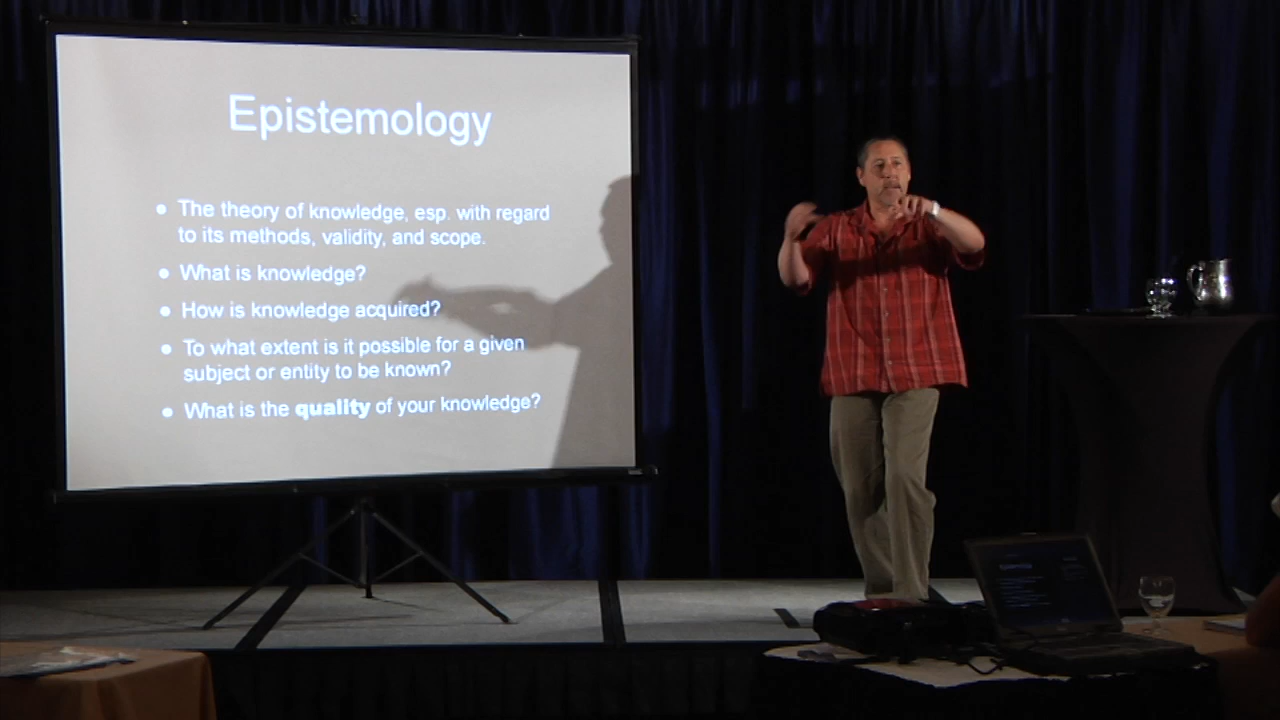 Epistemology
• The theory of knowledge, esp. with regard
to its methods, validity, and scope.
• What is knowledge?
• How is knowledge acquired?
• To what extent is it possible for a given
subject or entity to be known?
• What is the quality of your knowledge?